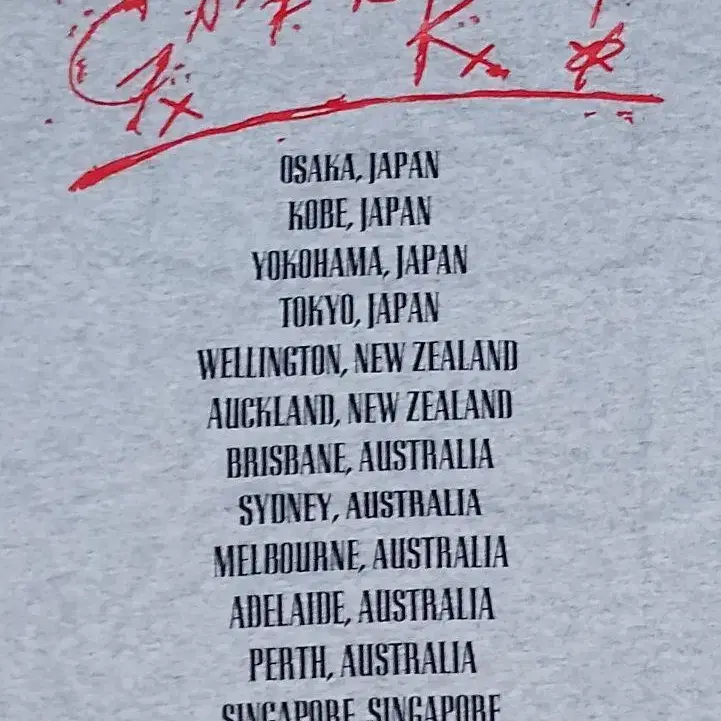 OSAKA, JAPAN
KOBE, JAPAN
YOKOHAMA, JAPAN
TOKYO, JAPAN
WELLINGTON, NEW ZEALAND
AUCKLAND, NEW ZEALAND
BRISBANE, AUSTRALIA
SYDNEY, AUSTRALIA
MELBOURNE, AUSTRALIA
ADELAIDE, AUSTRALIA
PERTH, AUSTRALIA
SINGAPORE, SINGAPORE